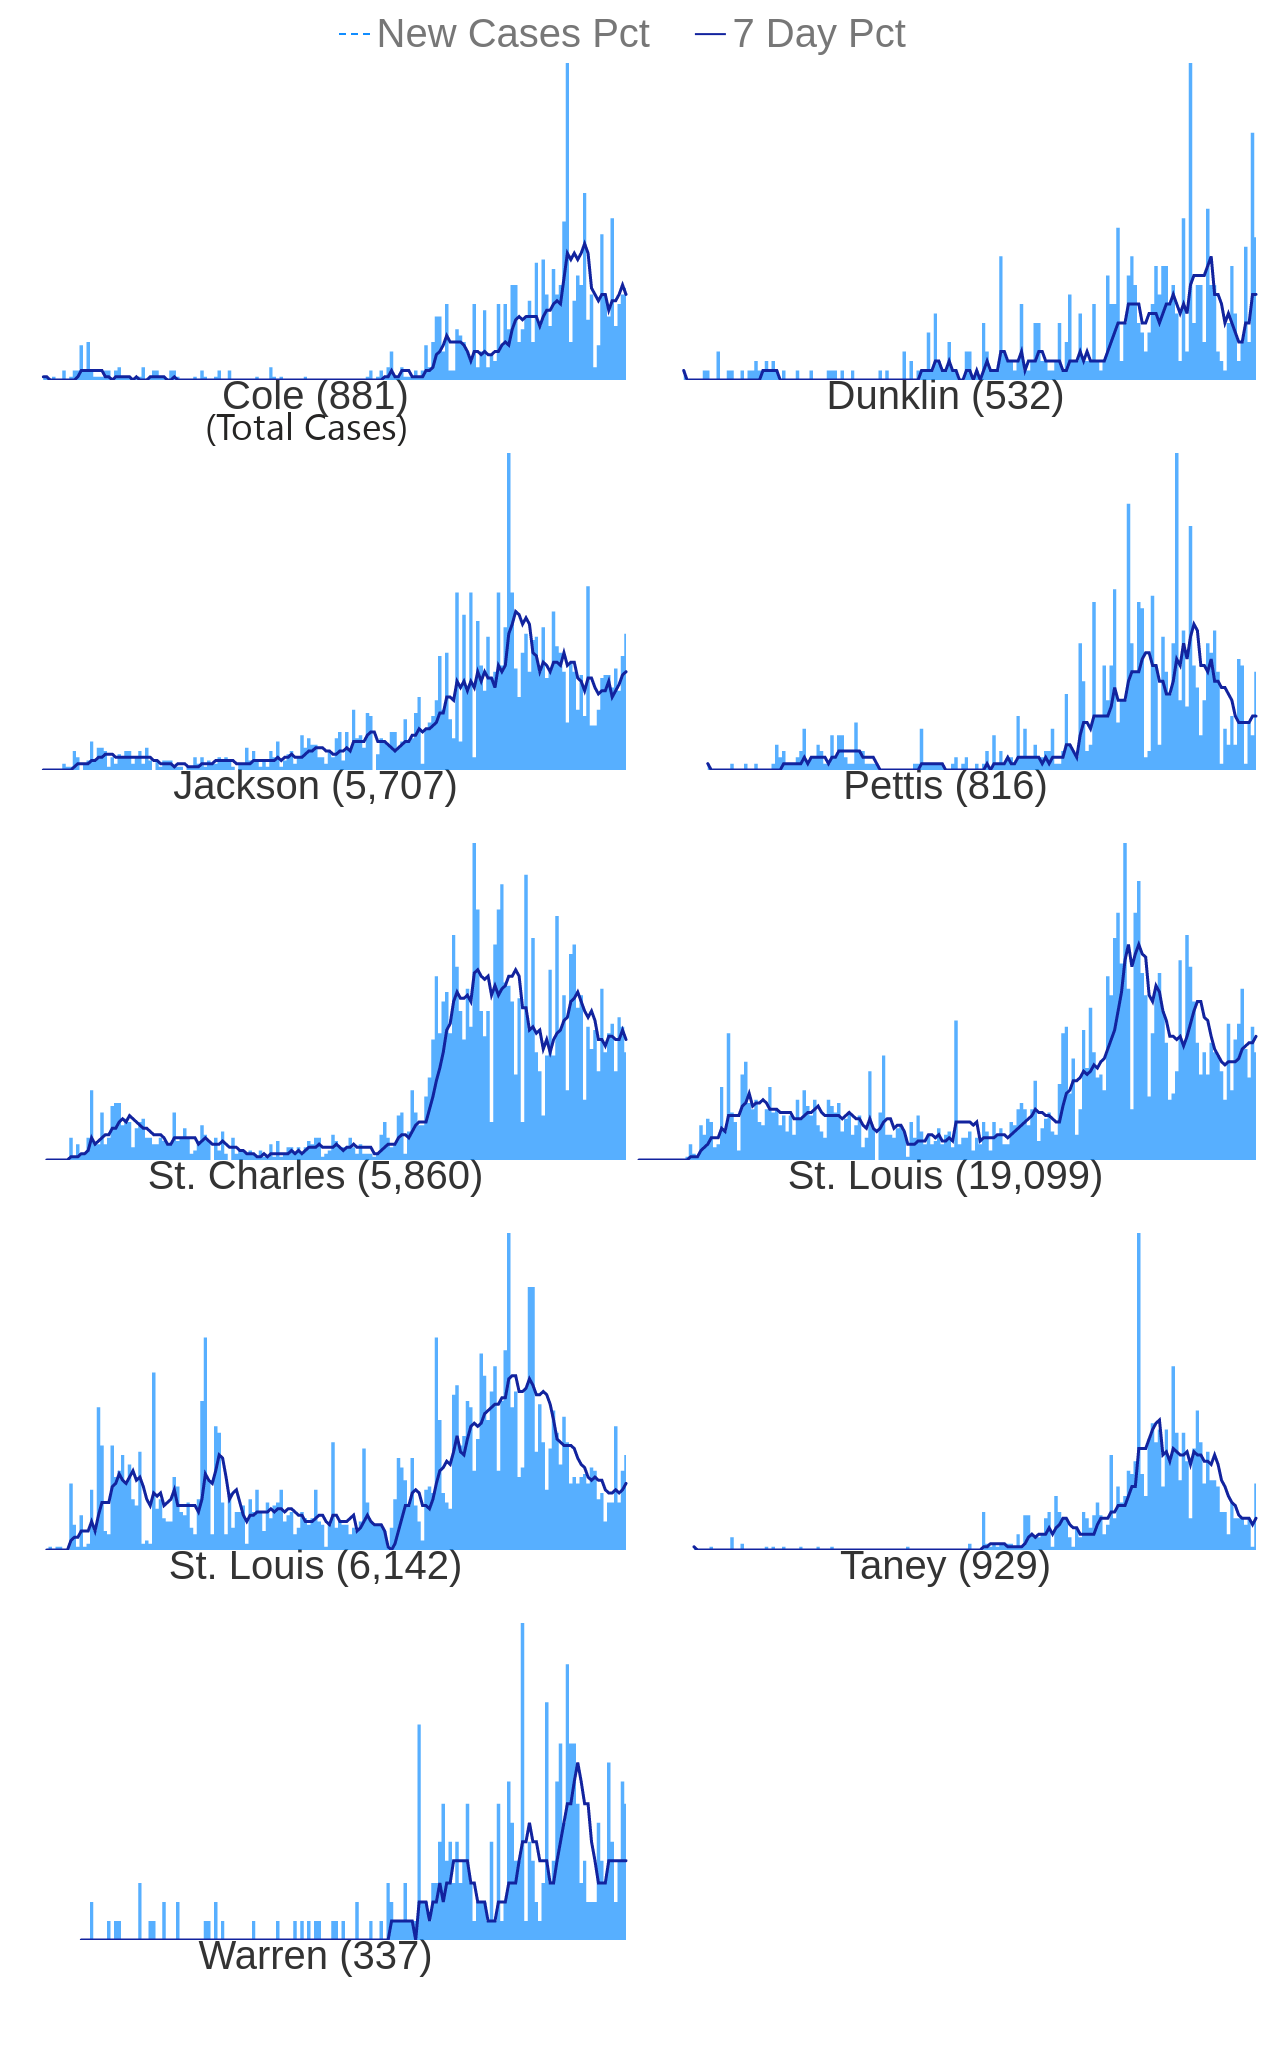 New Cases Pct 7 Day Pct
Cole (881)
(Total Cases)
Dunklin (532)
Jackson (5,707)
Pettis (816)
St. Charles (5,860)
St. Louis (19,099)
St. Louis (6,142)
Taney (929)
Warren (337)